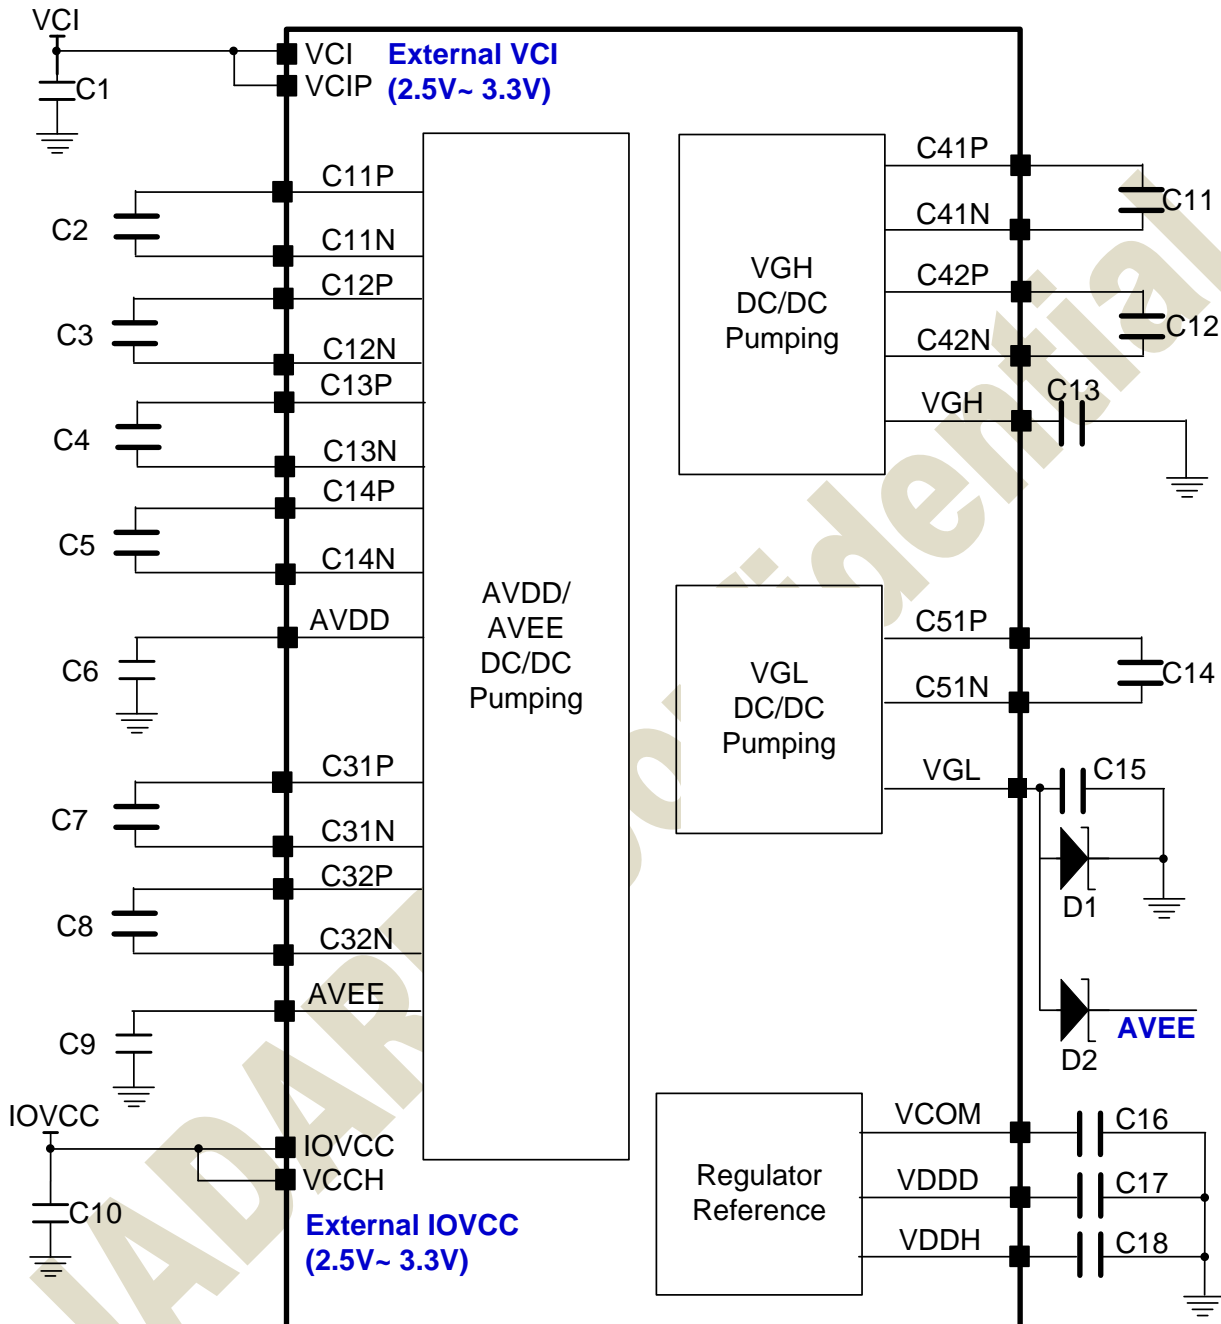 VCI
VCI
VCIP
External VCI
(2.5V~ 3.3V)
C1
C11P
C2
C11N
C12P
C3
C12N
C13P
C4
C13N
C14P
C5
C14N
AVDD
C6
AVDD/
AVEE
DC/DC
Pumping
C31P
C7
C31N
C32P
C8
C32N
AVEE
C9
IOVCC
IOVCC
VCCH
C10
External IOVCC
(2.5V~ 3.3V)
VGH
DC/DC
Pumping
C41P
C11
C41N
C42P
C12
C42N
C13
VGH
VGL
DC/DC
Pumping
C51P
C14
C51N
VGL
C15
D1
AVEE
D2
Regulator
Reference
VCOM
C16
VDDD
C17
VDDH
C18